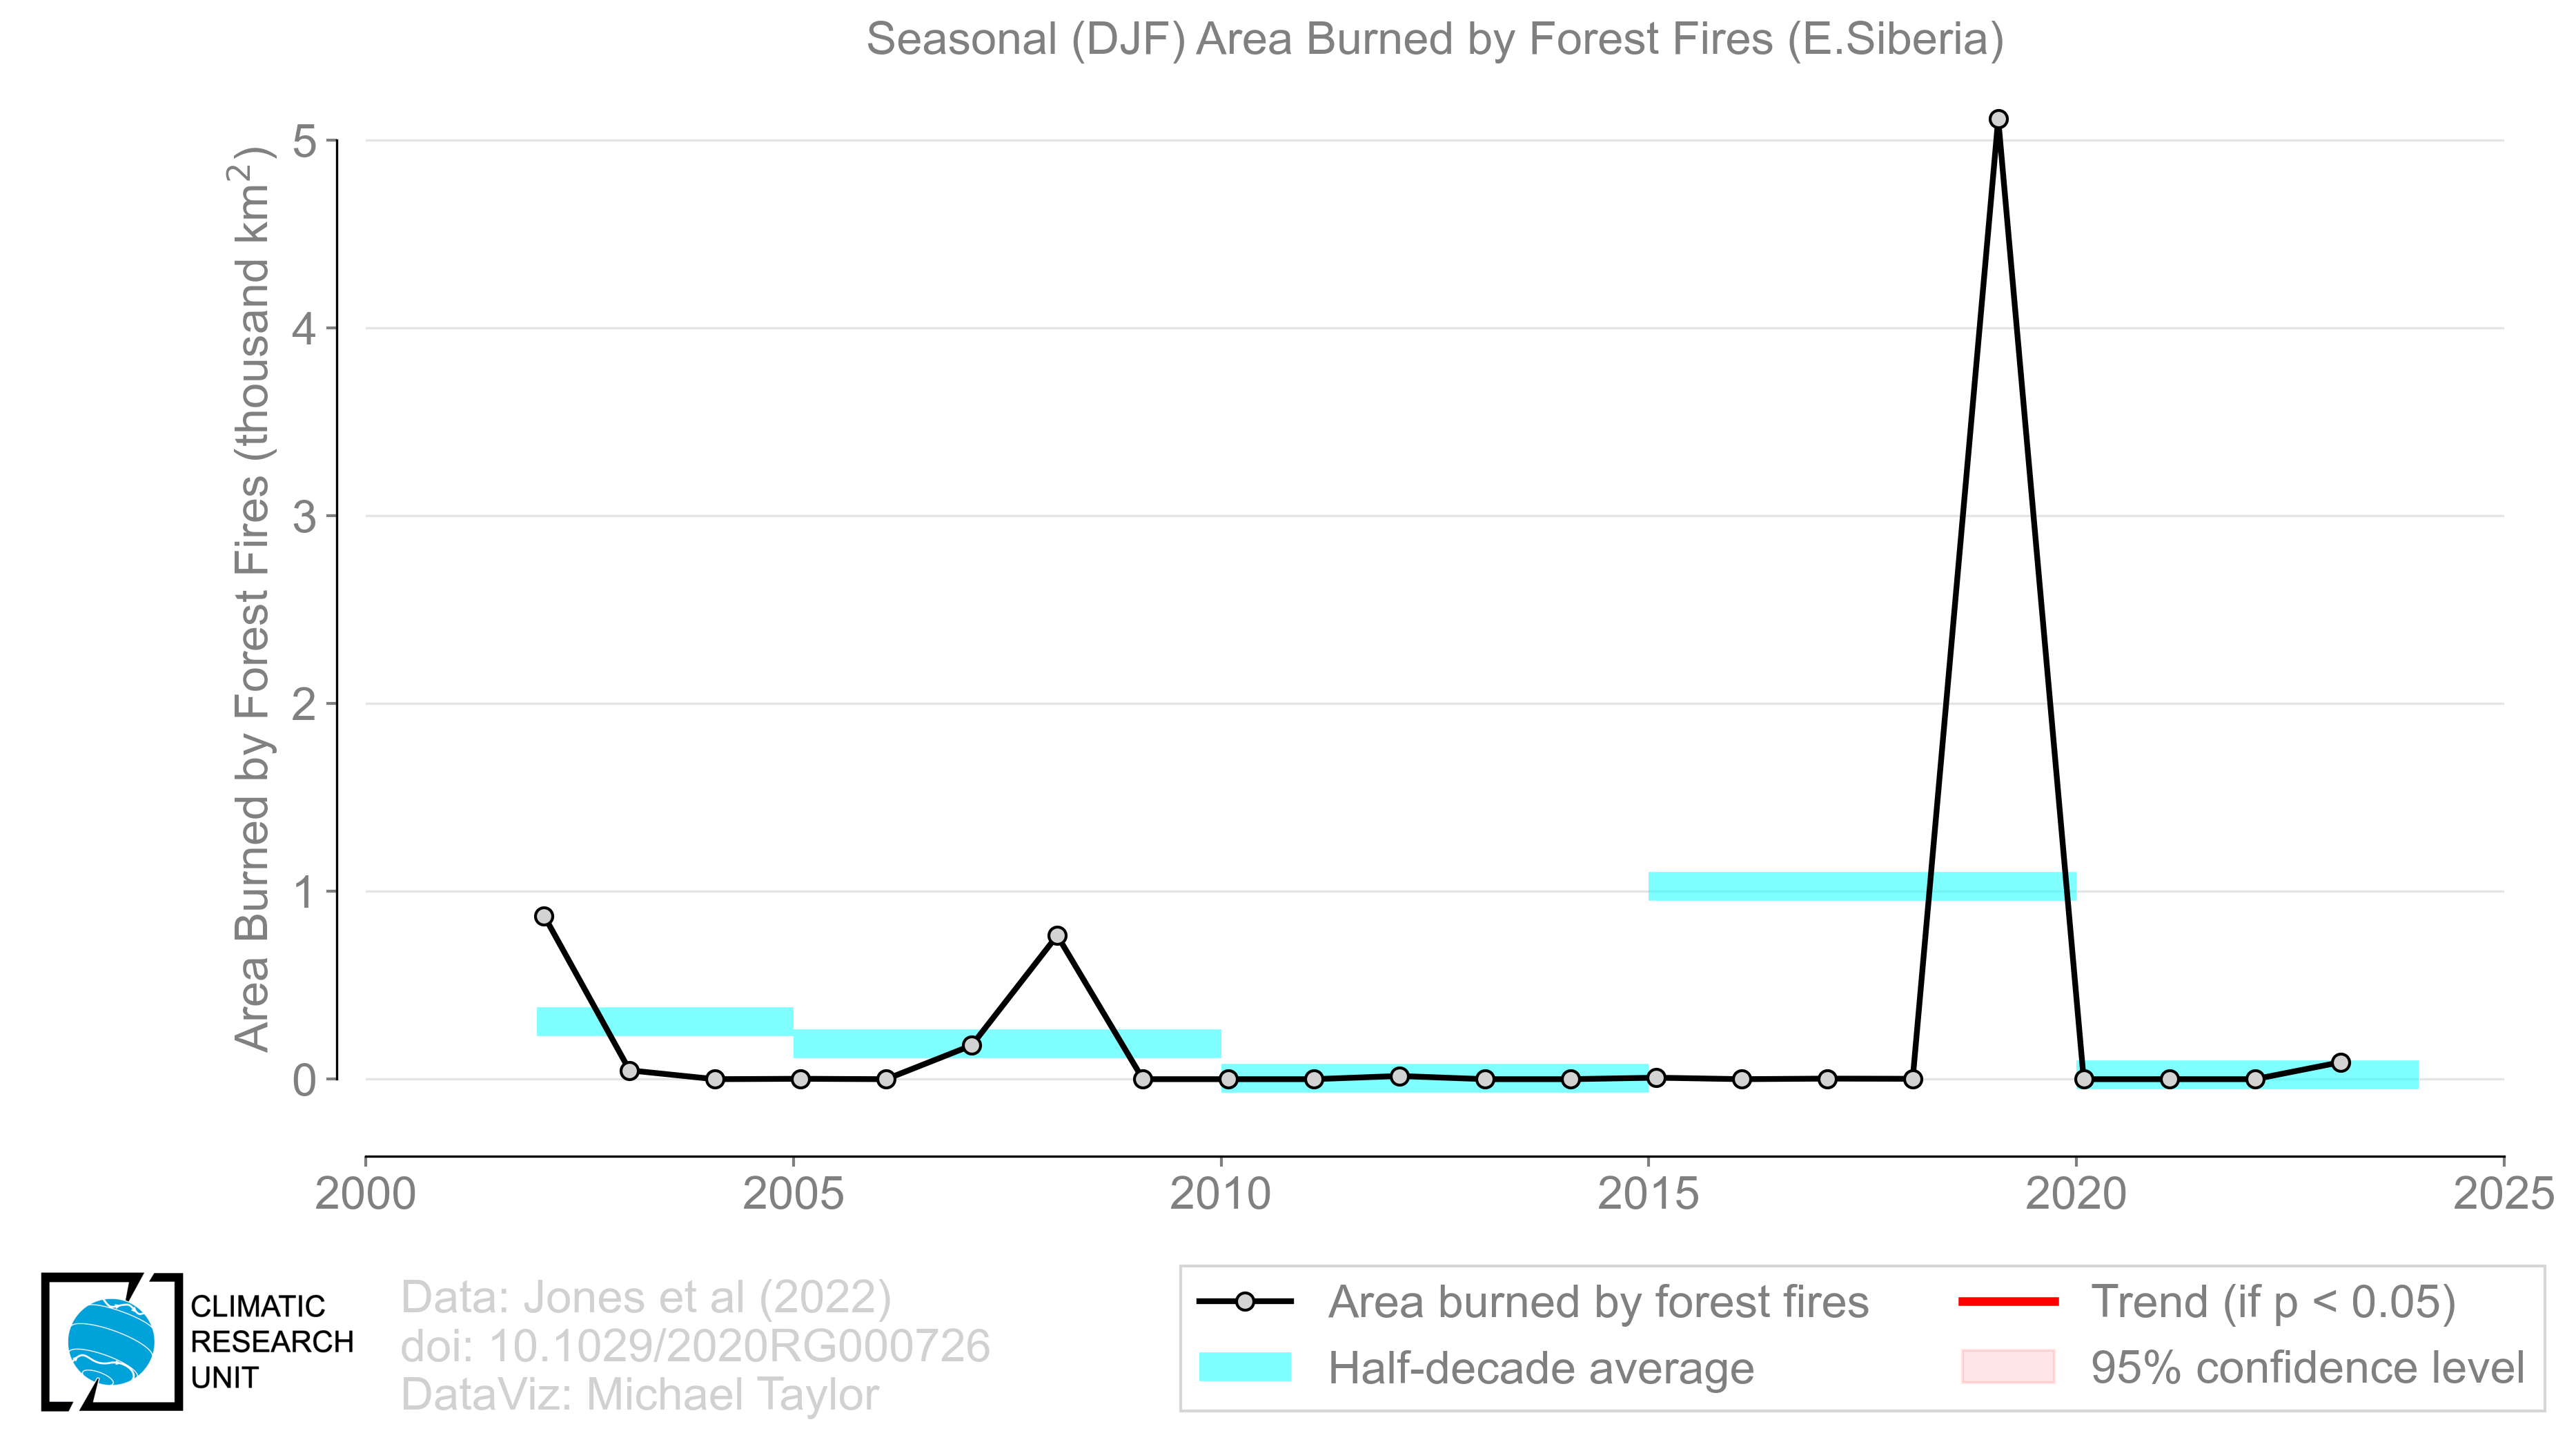 Seasonal (DJF) Area Burned by Forest Fires (E.Siberia)
Area Burned by Forest Fires (thousand km²)
5
4
3
2
1
0
2000 2005 2010 2015 2020 2025
CLIMATIC
RESEARCH
UNIT
Data: Jones et al (2022)
doi: 10.1029/2020RG000726
DataViz: Michael Taylor
Area burned by forest fires
Half-decade average
Trend (if p < 0.05)
95% confidence level